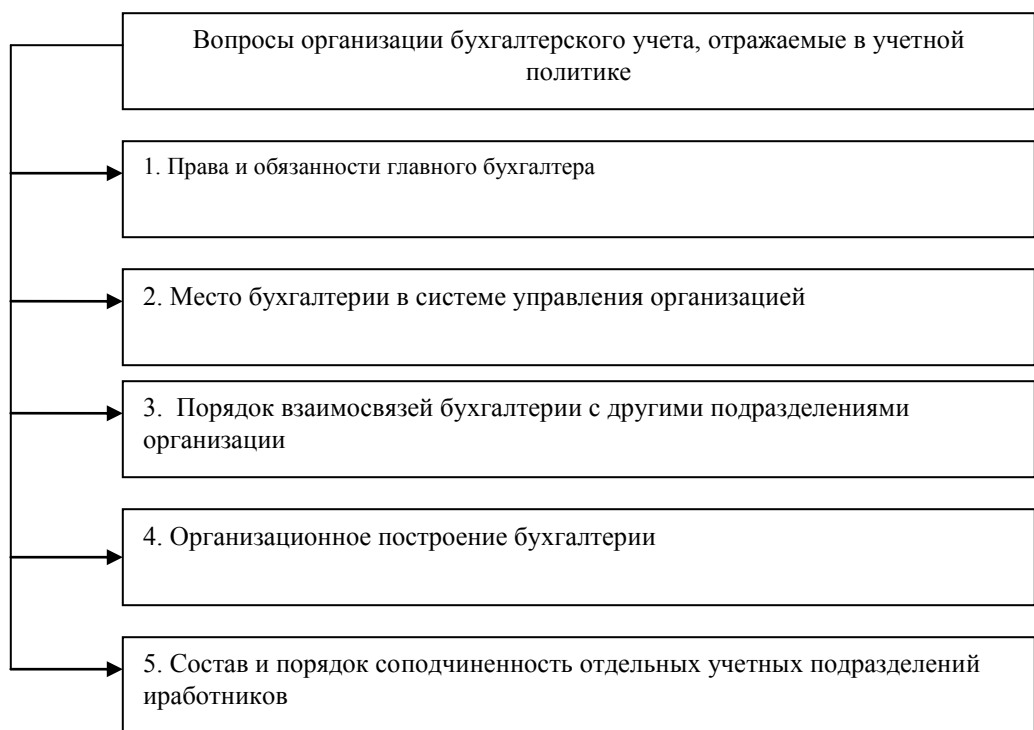 Вопросы организации бухгалтерского учета, отражаемые в учетной
политике
1. Права и обязанности главного бухгалтера
2. Место бухгалтерии в системе управления организацией
3. Порядок взаимосвязей бухгалтерии с другими подразделениями
организации
4. Организационное построение бухгалтерии
5. Состав и порядок соподчиненность отдельных учетных подразделений
иработников